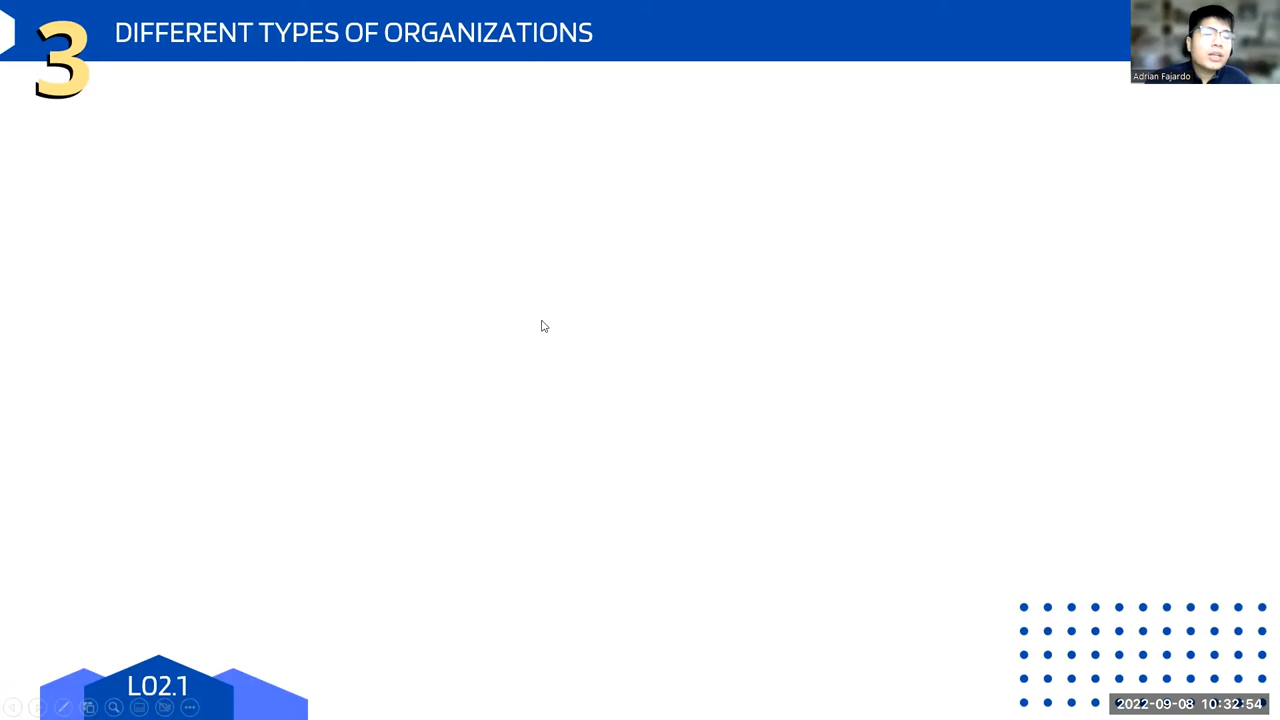 3
DIFFERENT TYPES OF ORGANIZATIONS
Adrian Fajardo
LO2.1
2022-09-08 10:32:54